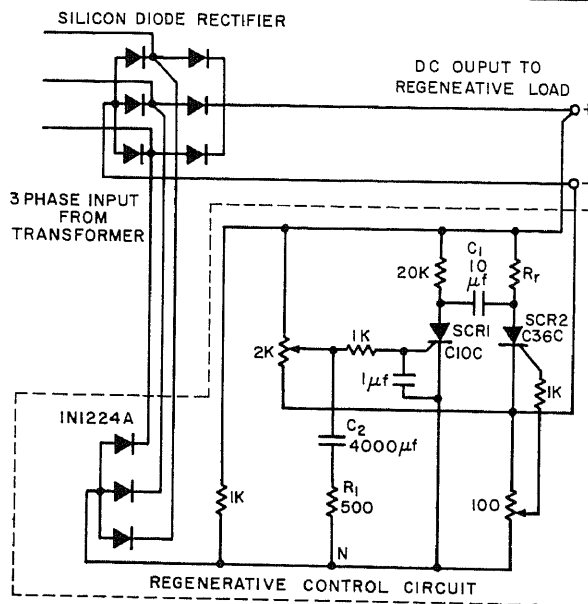 SILICON DIODE RECTIFIER
DC OUPUT TO
REGENEATIVE LOAD
+
−
3 PHASE INPUT
FROM
TRANSFORMER
C1
10
μf
20K
Rr
SCR1
C10C
SCR2
C36C
1K
2K
1μf
1K
1N1224A
C2
4000μf
1K
R1
500
100
N
REGENERATIVE CONTROL CIRCUIT